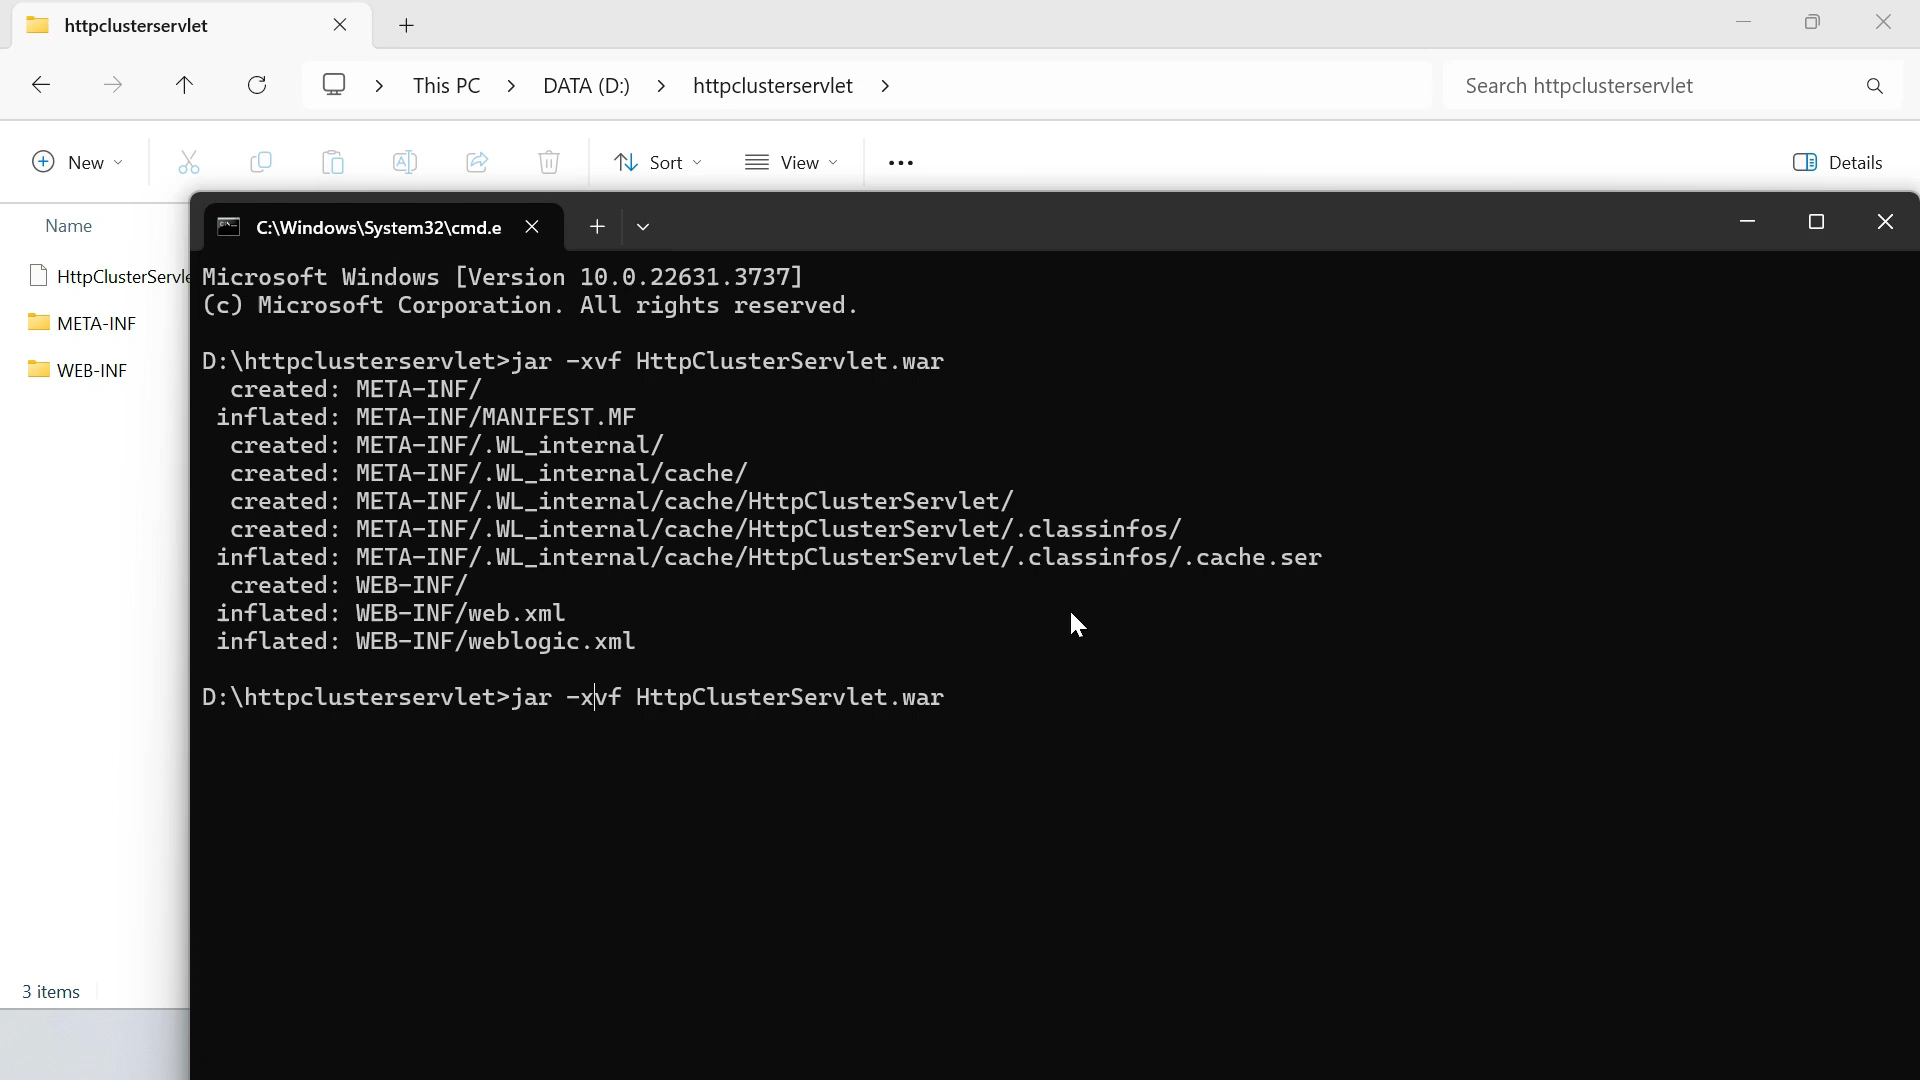 httpclusterservlet
This PC > DATA (D:) > httpclusterservlet >
Search httpclusterservlet
New
Sort
View
Details
Name
HttpClusterServle
META-INF
WEB-INF
3 items
C:\Windows\System32\cmd.e
Microsoft Windows [Version 10.0.22631.3737]
(c) Microsoft Corporation. All rights reserved.
D:\httpclusterservlet>jar -xvf HttpClusterServlet.war
created: META-INF/
inflated: META-INF/MANIFEST.MF
created: META-INF/.WL_internal/
created: META-INF/.WL_internal/cache/
created: META-INF/.WL_internal/cache/HttpClusterServlet/
created: META-INF/.WL_internal/cache/HttpClusterServlet/.classinfos/
inflated: META-INF/.WL_internal/cache/HttpClusterServlet/.classinfos/.cache.ser
created: WEB-INF/
inflated: WEB-INF/web.xml
inflated: WEB-INF/weblogic.xml
D:\httpclusterservlet>jar -xvf HttpClusterServlet.war